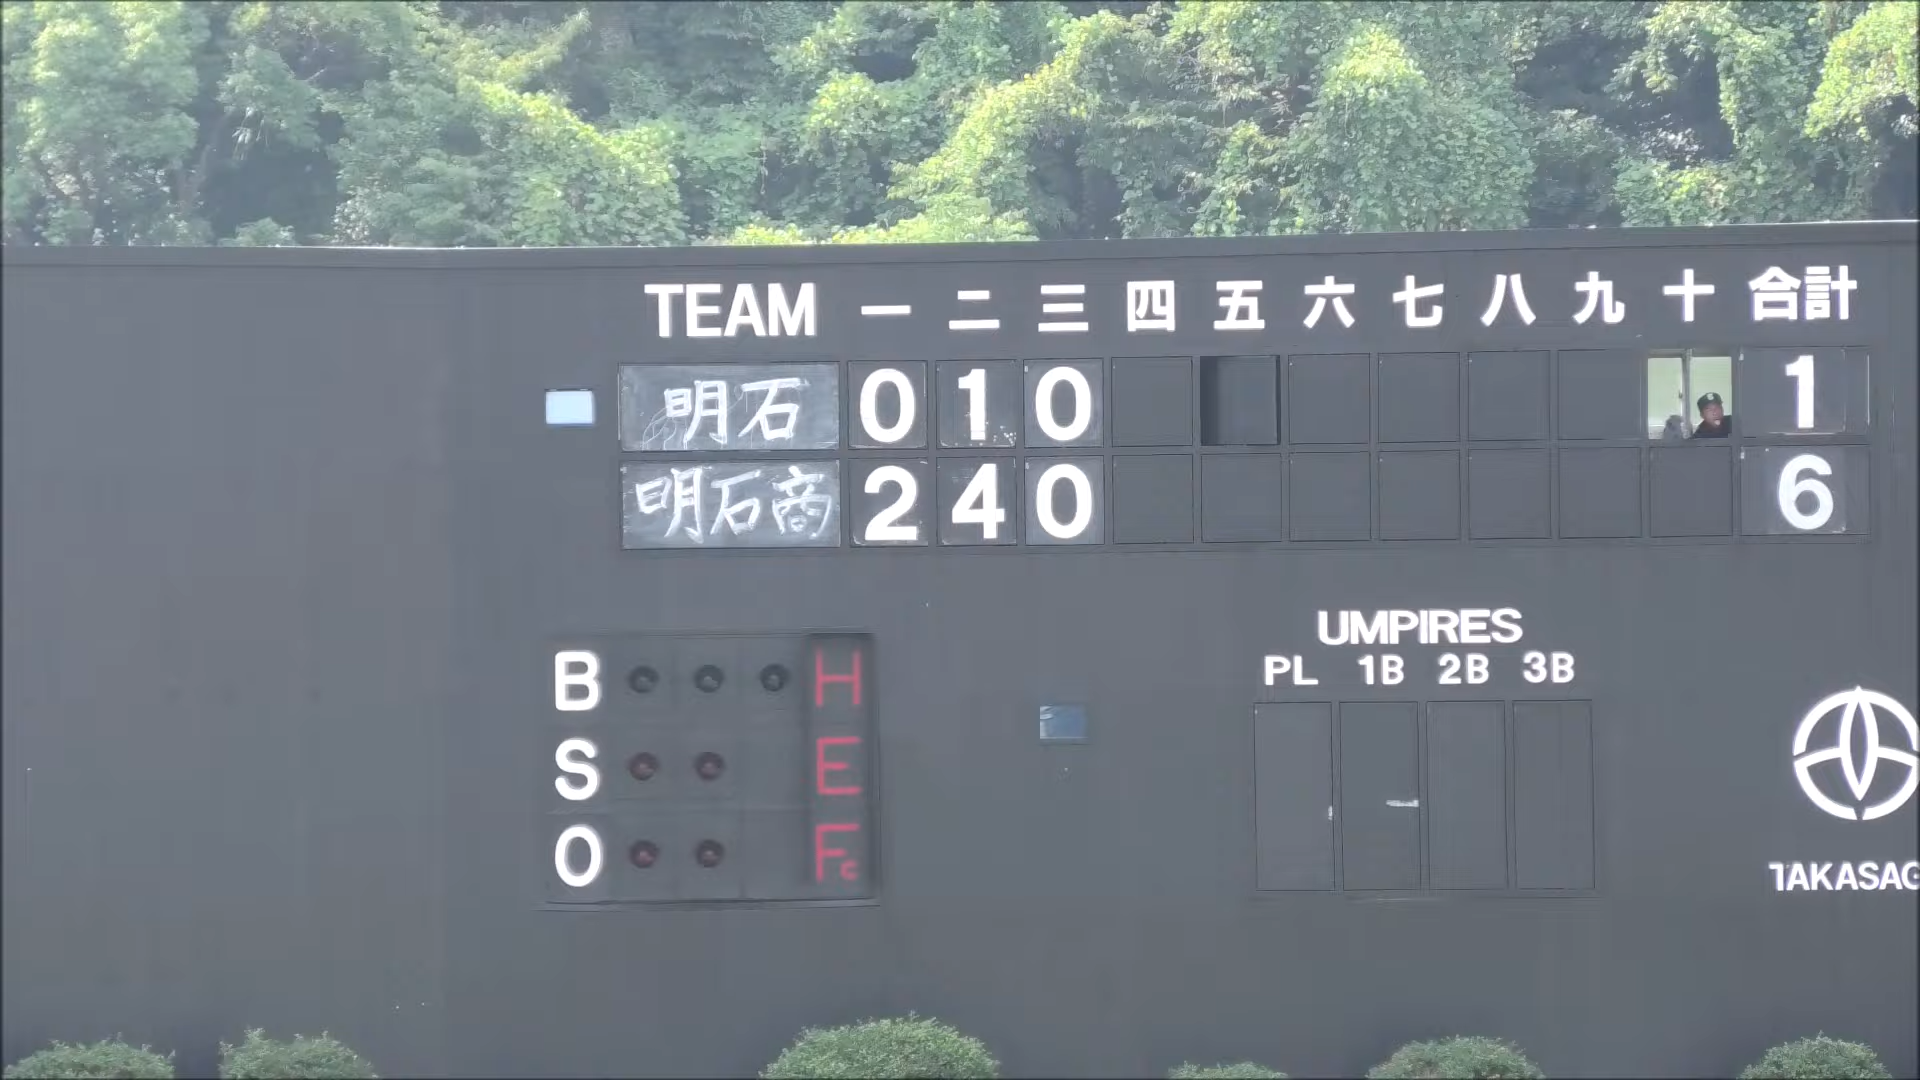 TEAM 一 二 三 四 五 六 七 八 九 十 合計
明石 0 1 0 1
明石商 2 4 0 6
UMPIRES
PL 1B 2B 3B
B H
S E
O Fc
TAKASAG